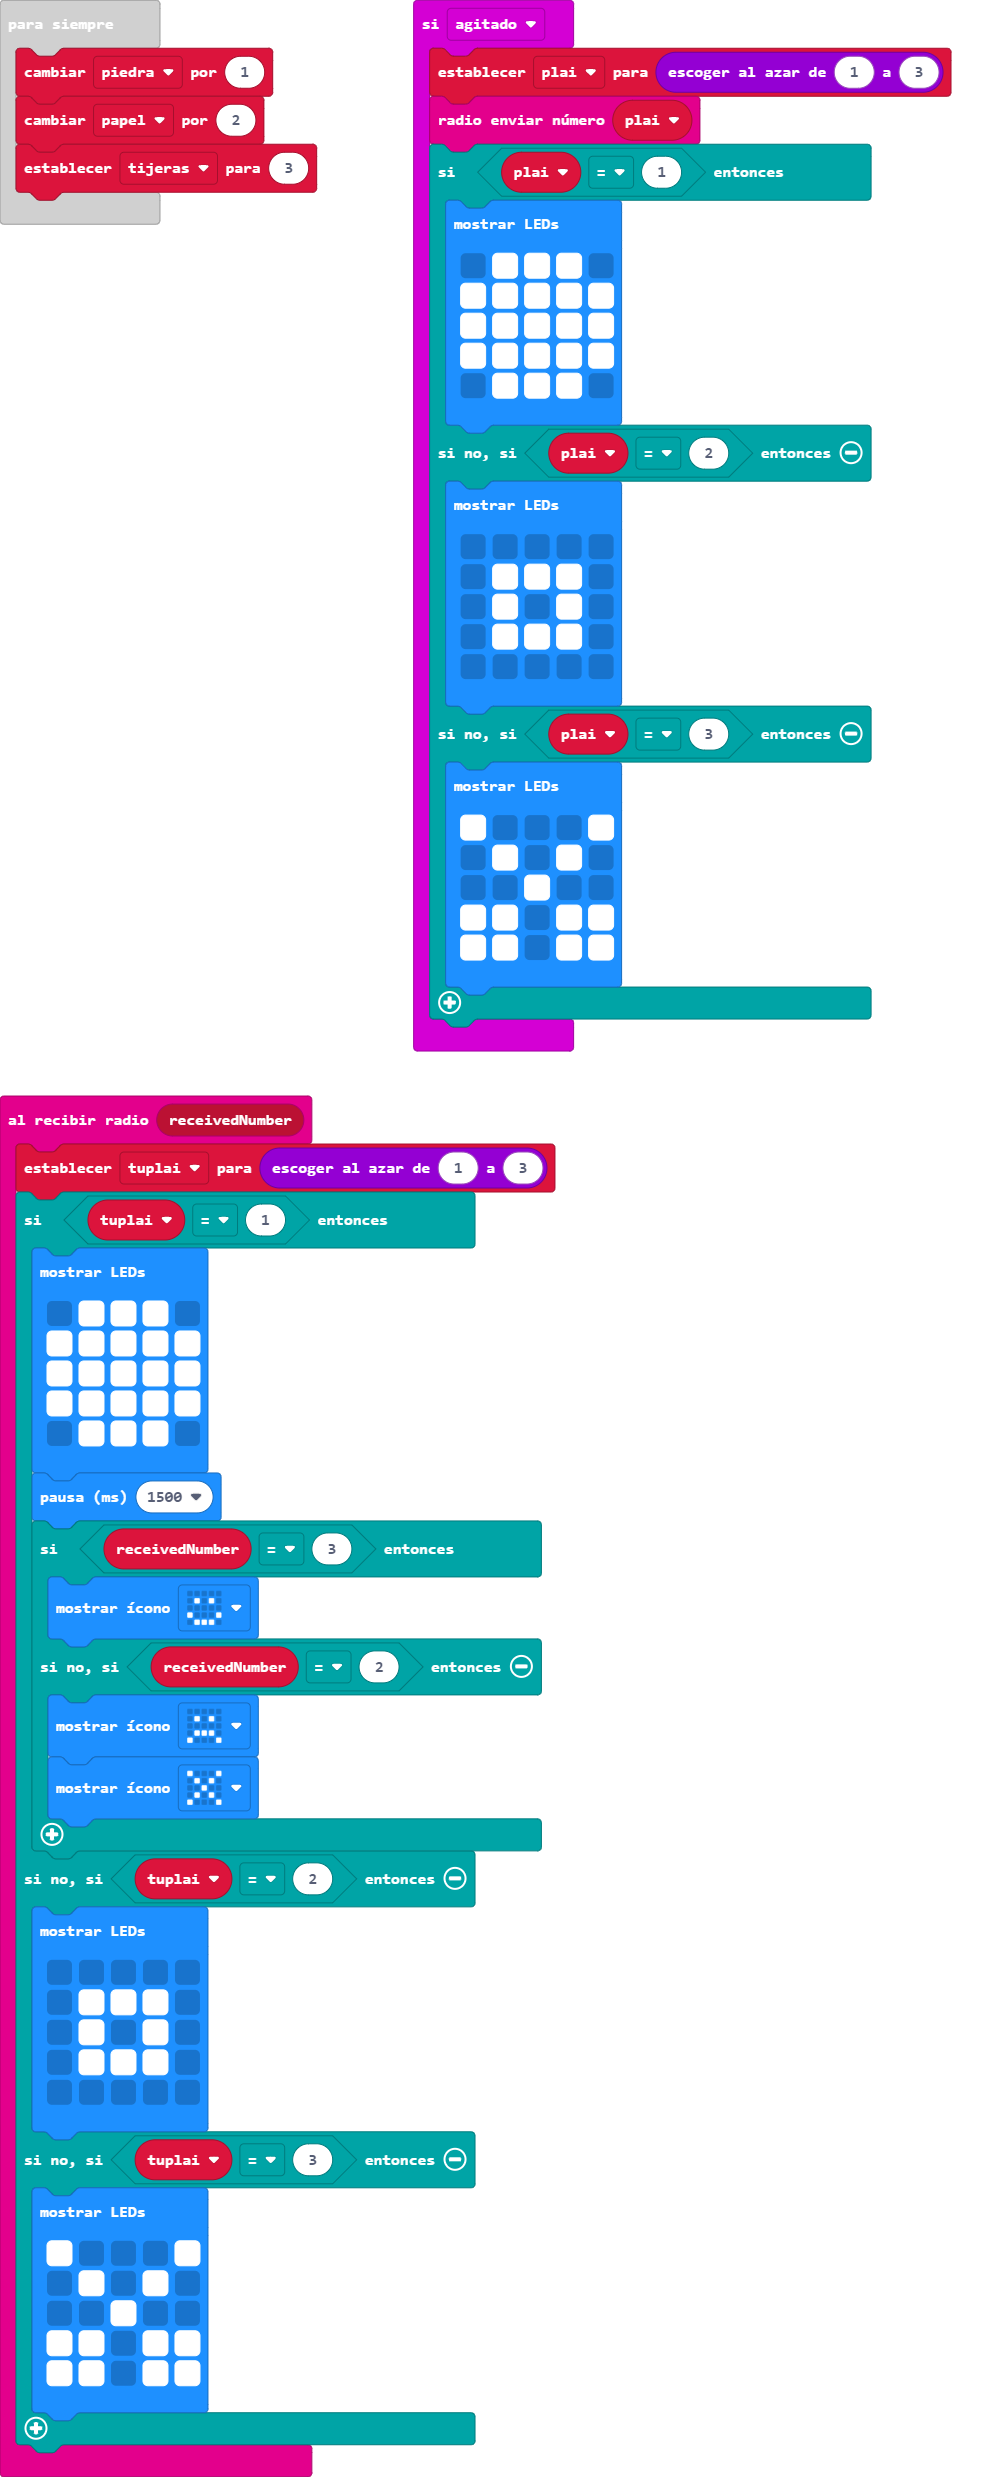 para siempre
cambiar piedra por 1
cambiar papel por 2
establecer tijeras para 3
si agitado
establecer plai para escoger al azar de 1 a 3
radio enviar número plai
si plai = 1 entonces
mostrar LEDs
si no, si plai = 2 entonces
mostrar LEDs
si no, si plai = 3 entonces
mostrar LEDs
al recibir radio receivedNumber
establecer tuplai para escoger al azar de 1 a 3
si tuplai = 1 entonces
mostrar LEDs
pausa (ms) 1500
si receivedNumber = 3 entonces
mostrar ícono
si no, si receivedNumber = 2 entonces
mostrar ícono
mostrar ícono
si no, si tuplai = 2 entonces
mostrar LEDs
si no, si tuplai = 3 entonces
mostrar LEDs